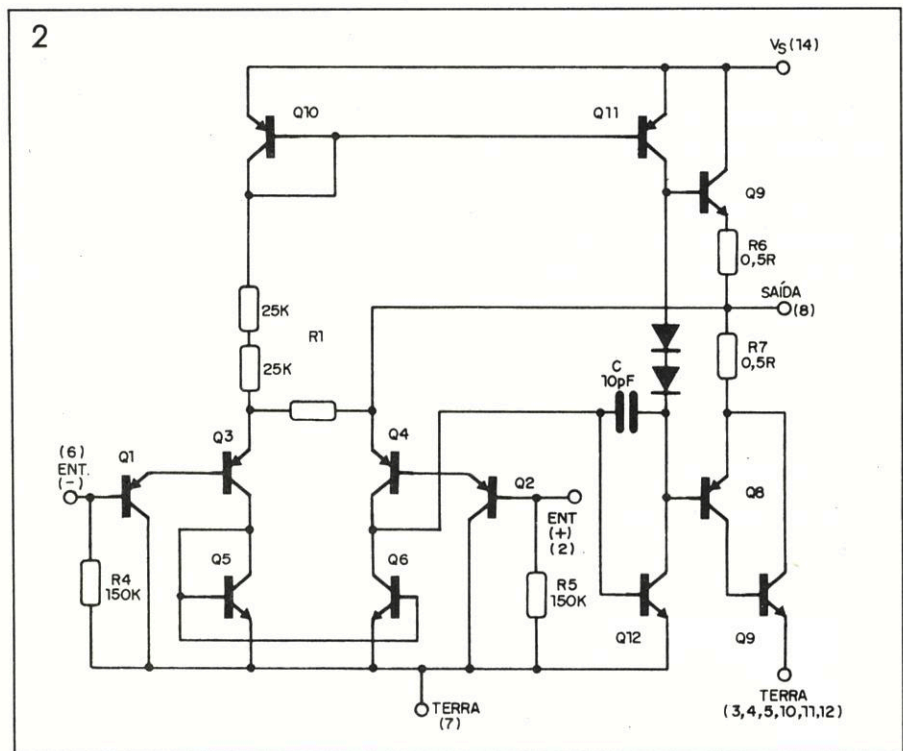 2
VS(14)
Q10
Q11
Q9
R6
0,5R
SAÍDA
(8)
25K
R1
25K
R7
0,5R
C
10pF
Q3
Q4
(6)
ENT.
(-)
Q1
Q2
Q8
ENT
(+)
(2)
Q5
Q6
R4
150K
R5
150K
Q12
Q9
TERRA
(7)
TERRA
(3,4,5,10,11,12)